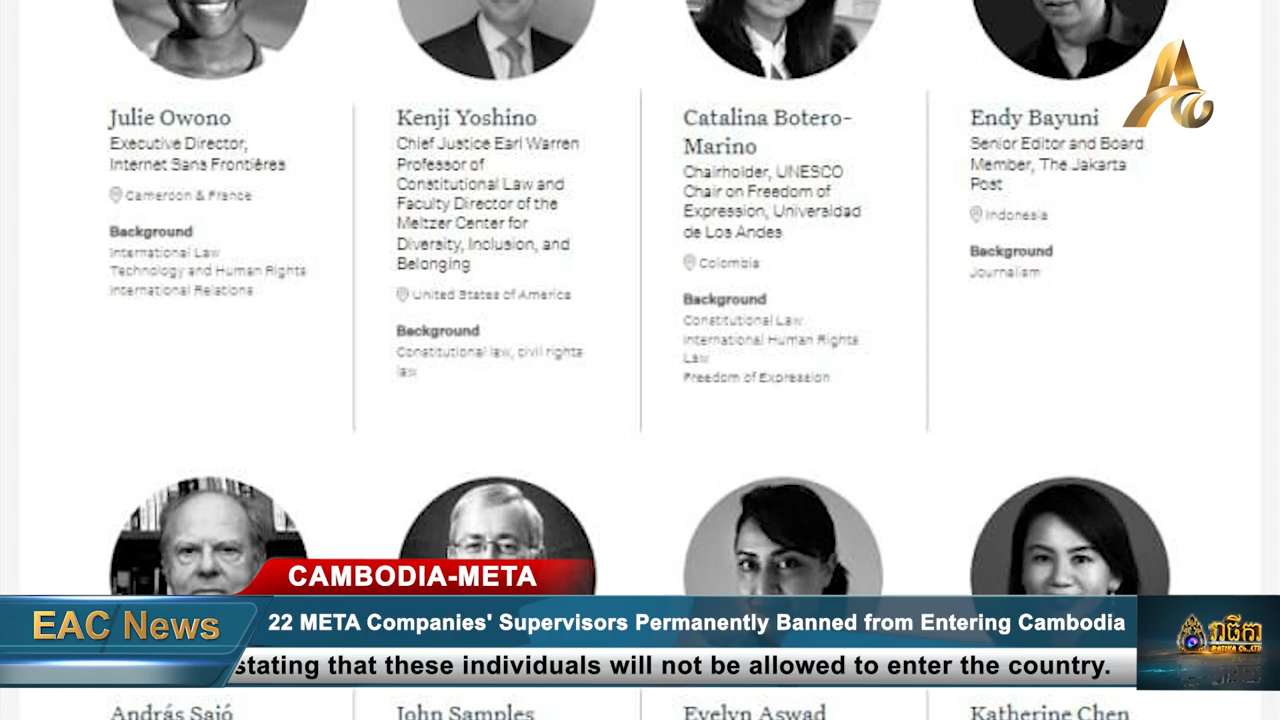 Julie Owono
Executive Director,
Internet Sans Frontières
Cameroon & France
Background
International Law
Technology and Human Rights
International Relations
Kenji Yoshino
Chief Justice Earl Warren
Professor of
Constitutional Law and
Faculty Director of the
Meltzer Center for
Diversity, Inclusion, and
Belonging
United States of America
Background
Constitutional law, civil rights
law
Catalina Botero-
Marino
Chairholder, UNESCO
Chair on Freedom of
Expression, Universidad
de Los Andes
Colombia
Background
Constitutional Law
International Human Rights
Law
Freedom of Expression
Endy Bayuni
Senior Editor and Board
Member, The Jakarta
Post
Indonesia
Background
Journalism
CAMBODIA-META
EAC News
22 META Companies' Supervisors Permanently Banned from Entering Cambodia
stating that these individuals will not be allowed to enter the country.
រាធីកា
RATIKA Co.,LTD
András Sajó
John Samples
Evelyn Aswad
Katherine Chen